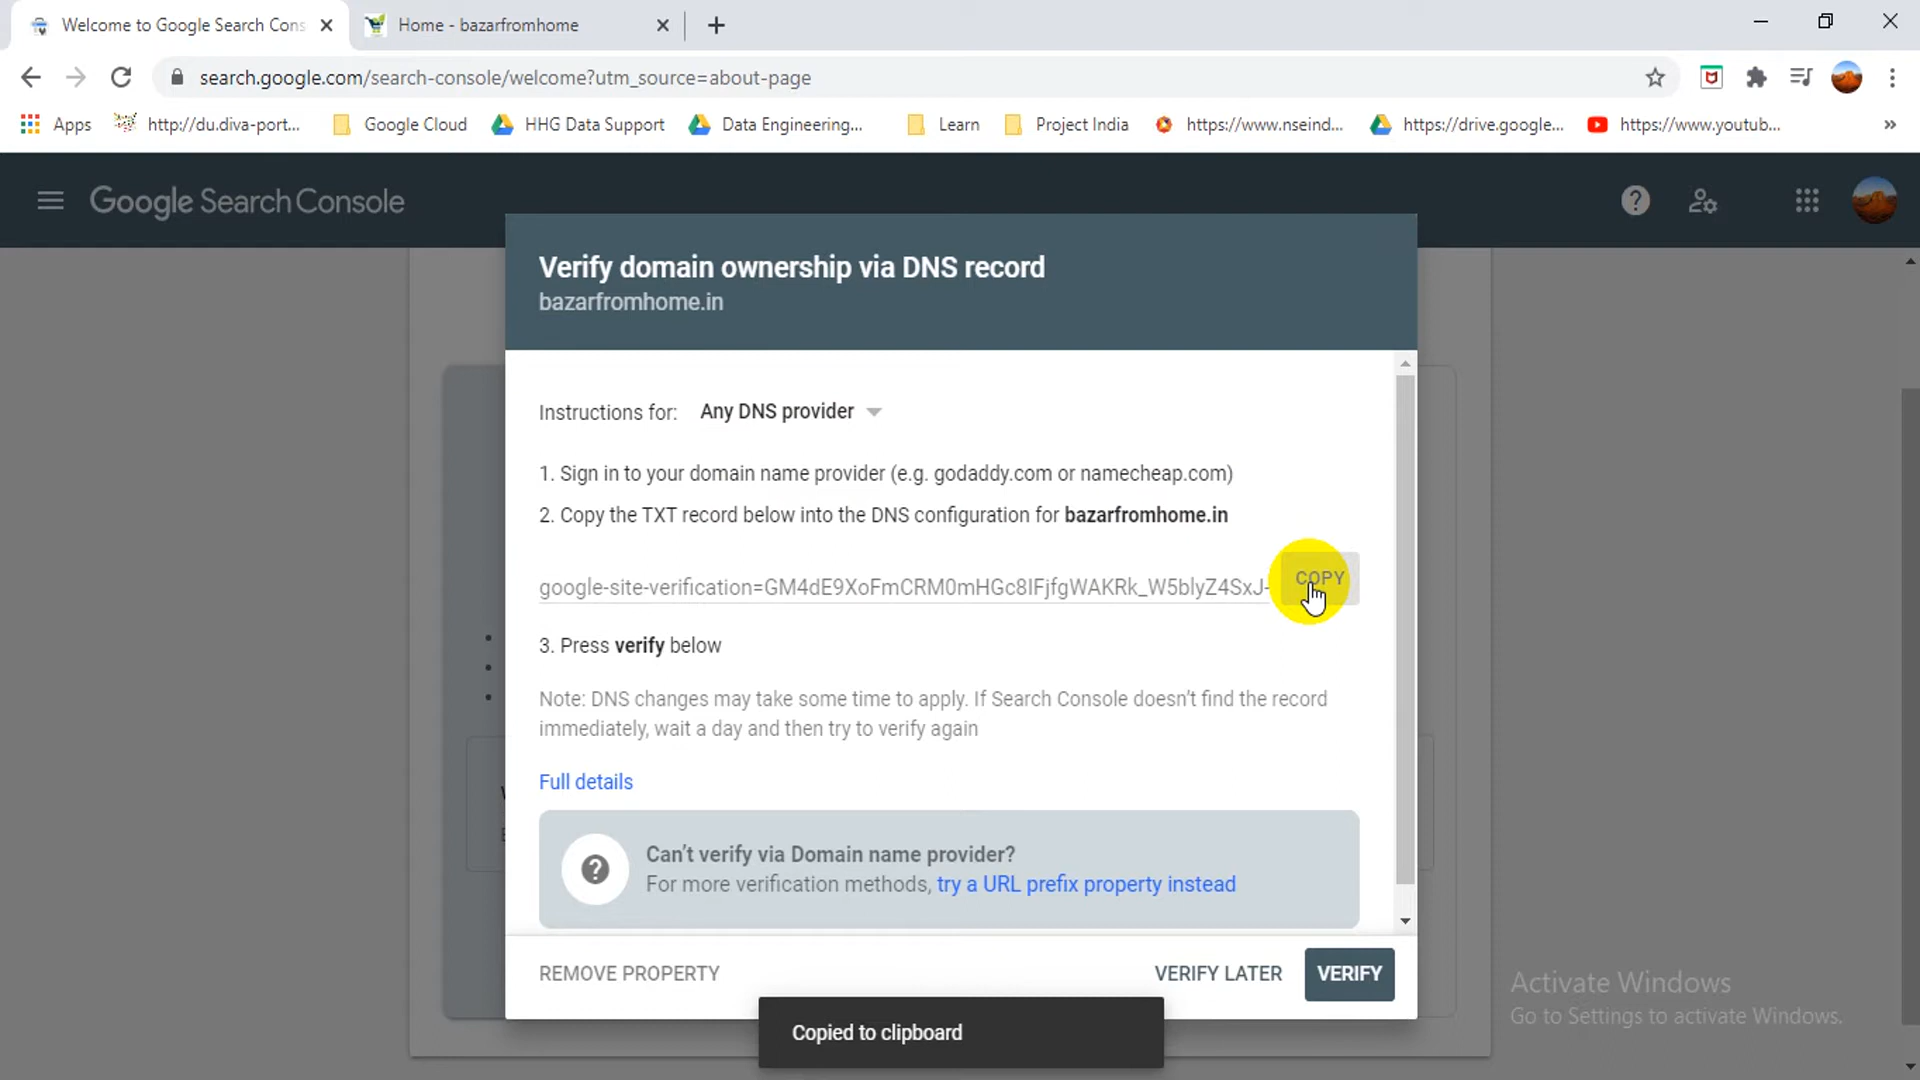 Welcome to Google Search Cons
Home - bazarfromhome
search.google.com/search-console/welcome?utm_source=about-page
Apps
http://du.diva-port...
Google Cloud
HHG Data Support
Data Engineering,...
Learn
Project India
https://www.nseind...
https://drive.google...
https://www.youtub...
»
Google Search Console
Verify domain ownership via DNS record
bazarfromhome.in
Instructions for: Any DNS provider
1. Sign in to your domain name provider (e.g. godaddy.com or namecheap.com)
2. Copy the TXT record below into the DNS configuration for bazarfromhome.in
google-site-verification=GM4dE9XoFmCRM0mHGc8IFjfgWAKRk_W5blyZ4SxJ-
COPY
3. Press verify below
Note: DNS changes may take some time to apply. If Search Console doesn't find the record
immediately, wait a day and then try to verify again
Full details
Can't verify via Domain name provider?
For more verification methods, try a URL prefix property instead
REMOVE PROPERTY
VERIFY LATER
VERIFY
Copied to clipboard
Activate Windows
Go to Settings to activate Windows.